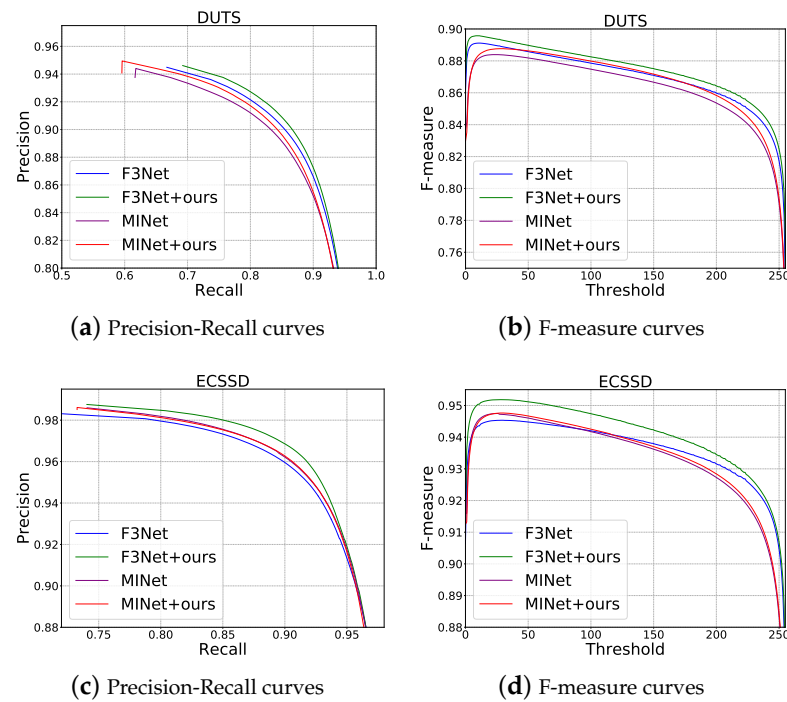 DUTS
Precision
0.96
0.94
0.92
0.90
0.88
0.86
0.84
0.82
0.80
F3Net
F3Net+ours
MINet
MINet+ours
0.5 0.6 0.7 0.8 0.9 1.0
Recall
(a) Precision-Recall curves
DUTS
F-measure
0.90
0.88
0.86
0.84
0.82
0.80
0.78
0.76
F3Net
F3Net+ours
MINet
MINet+ours
0 50 100 150 200 250
Threshold
(b) F-measure curves
ECSSD
Precision
0.98
0.96
0.94
0.92
0.90
0.88
F3Net
F3Net+ours
MINet
MINet+ours
0.75 0.80 0.85 0.90 0.95
Recall
(c) Precision-Recall curves
ECSSD
F-measure
0.95
0.94
0.93
0.92
0.91
0.90
0.89
0.88
F3Net
F3Net+ours
MINet
MINet+ours
0 50 100 150 200 250
Threshold
(d) F-measure curves